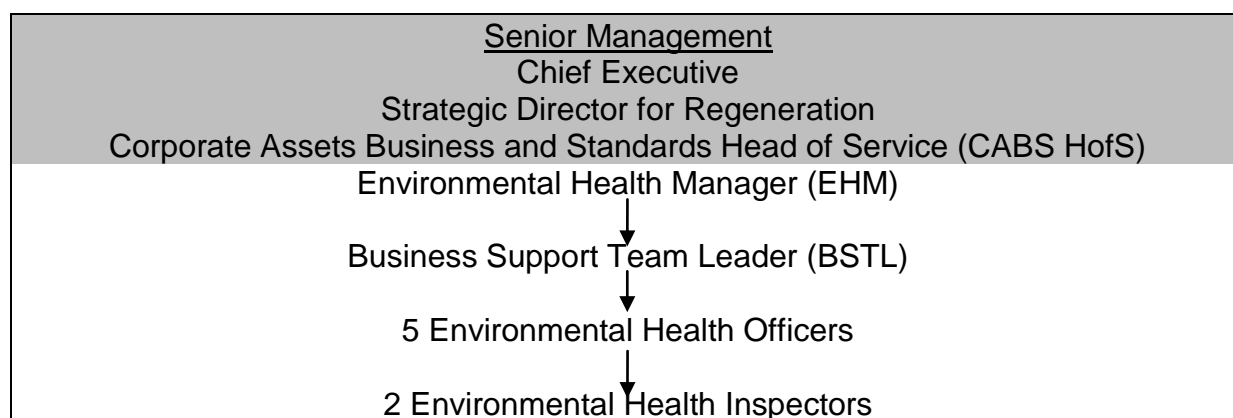 Senior Management
Chief Executive
Strategic Director for Regeneration
Corporate Assets Business and Standards Head of Service (CABS HofS)
Environmental Health Manager (EHM)
Business Support Team Leader (BSTL)
5 Environmental Health Officers
2 Environmental Health Inspectors